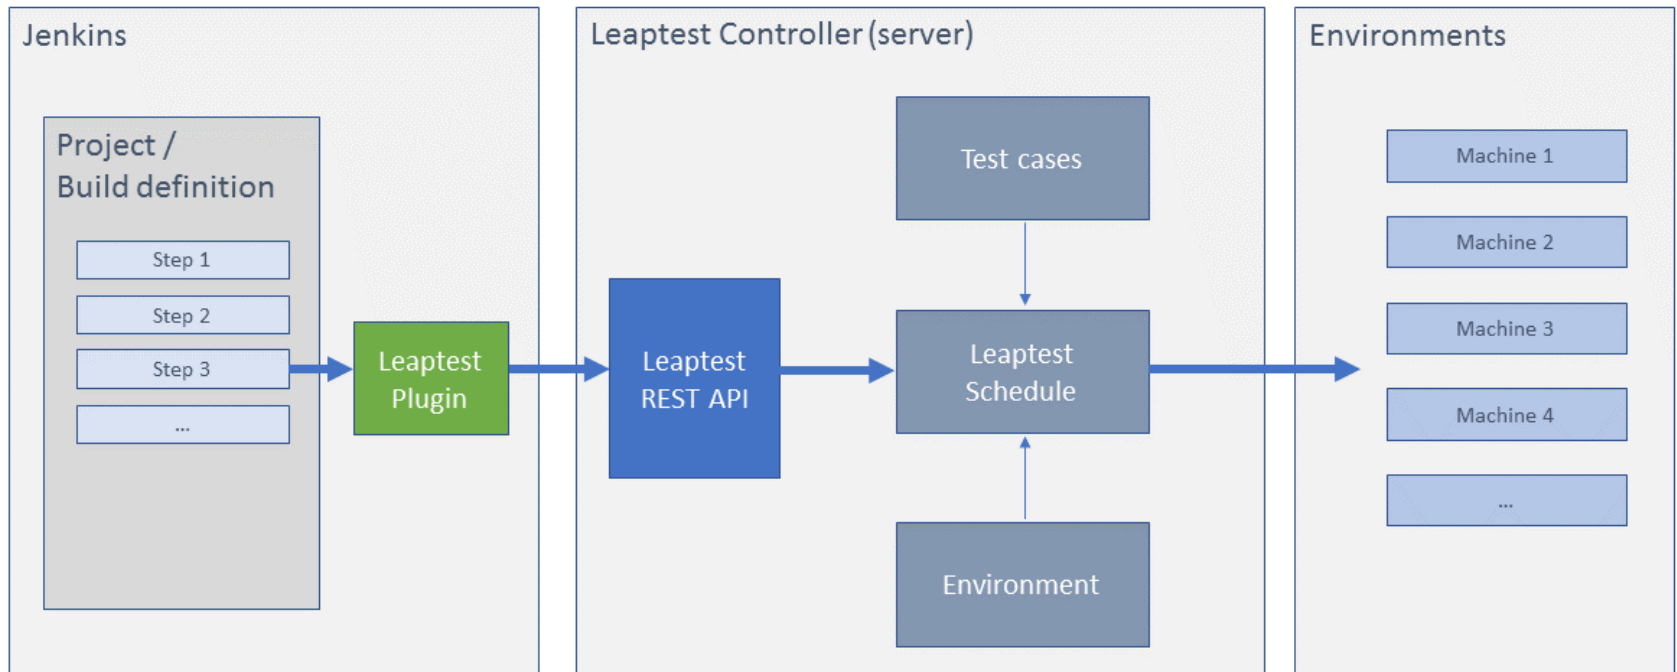 Jenkins
Project /
Build definition
Step 1
Step 2
Step 3
...
Leaptest
Plugin
Leaptest Controller (server)
Leaptest
REST API
Test cases
Leaptest
Schedule
Environment
Environments
Machine 1
Machine 2
Machine 3
Machine 4
...